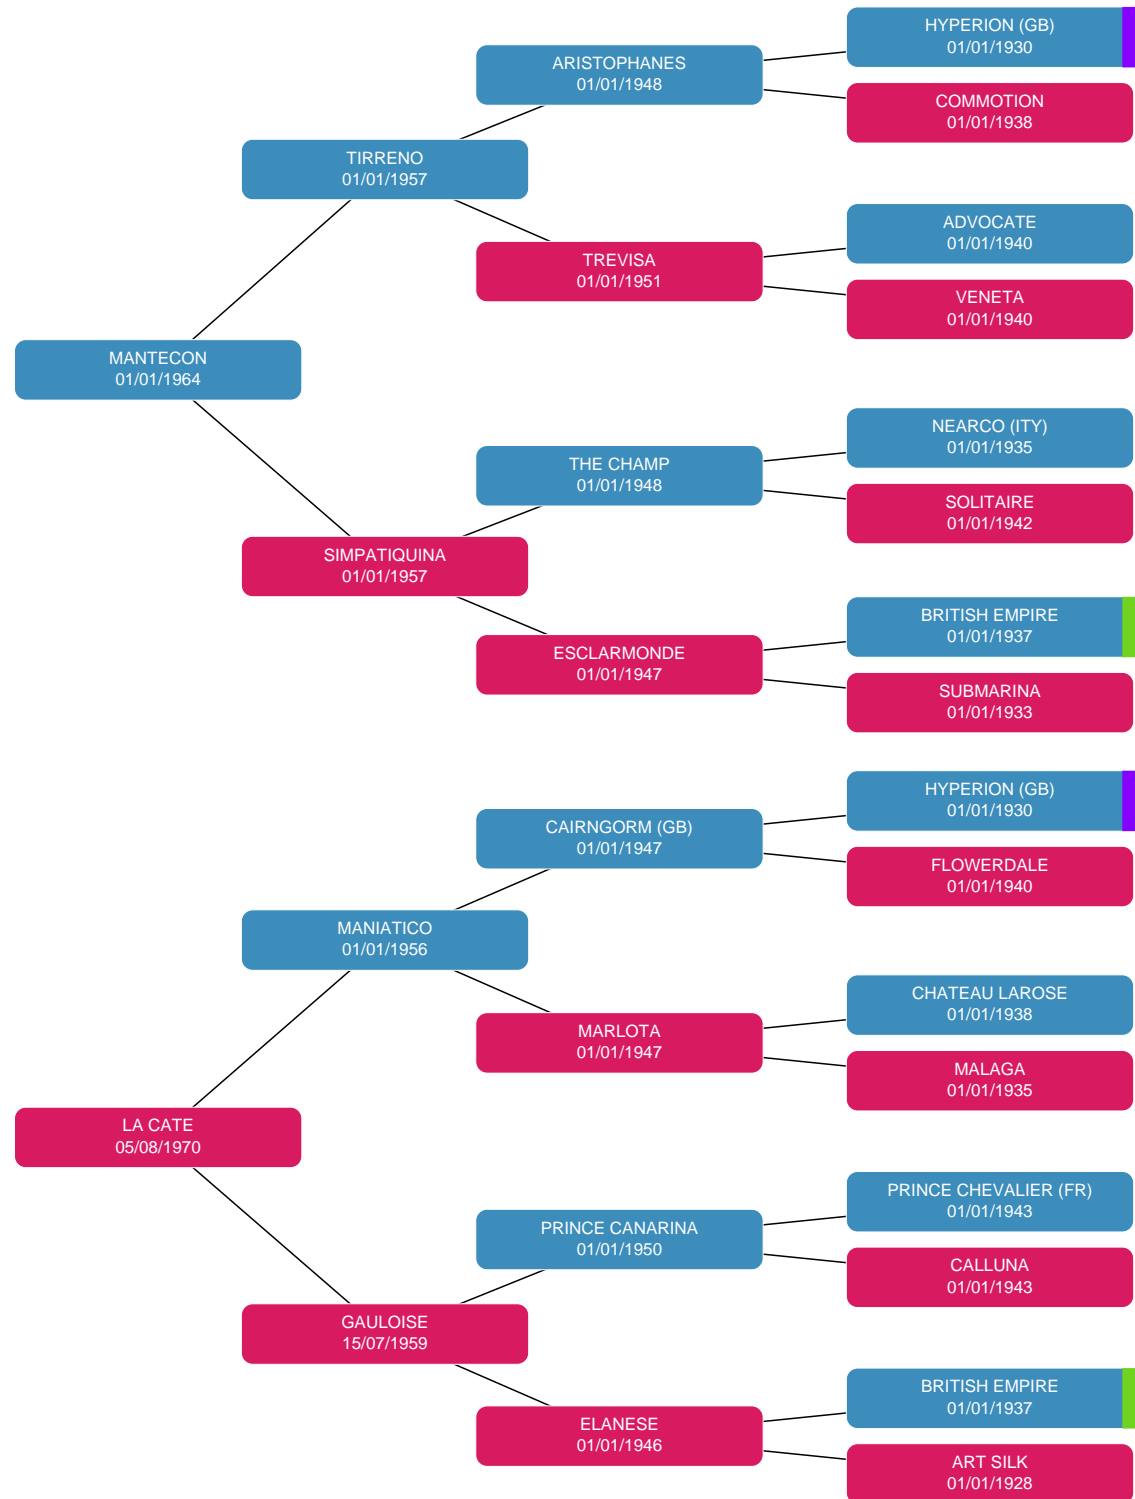 HYPERION (GB)
01/01/1930
ARISTOPHANES
01/01/1948
COMMOTION
01/01/1938
TIRRENO
01/01/1957
ADVOCATE
01/01/1940
TREVISA
01/01/1951
VENETA
01/01/1940
MANTECON
01/01/1964
NEARCO (ITY)
01/01/1935
THE CHAMP
01/01/1948
SOLITAIRE
01/01/1942
SIMPATIQUINA
01/01/1957
BRITISH EMPIRE
01/01/1937
ESCLARMONDE
01/01/1947
SUBMARINA
01/01/1933
HYPERION (GB)
01/01/1930
CAIRNGORM (GB)
01/01/1947
FLOWERDALE
01/01/1940
MANIATICO
01/01/1956
CHATEAU LAROSE
01/01/1938
MARLOTA
01/01/1947
MALAGA
01/01/1935
LA CATE
05/08/1970
PRINCE CHEVALIER (FR)
01/01/1943
PRINCE CANARINA
01/01/1950
CALLUNA
01/01/1943
GAULOISE
15/07/1959
BRITISH EMPIRE
01/01/1937
ELANESE
01/01/1946
ART SILK
01/01/1928